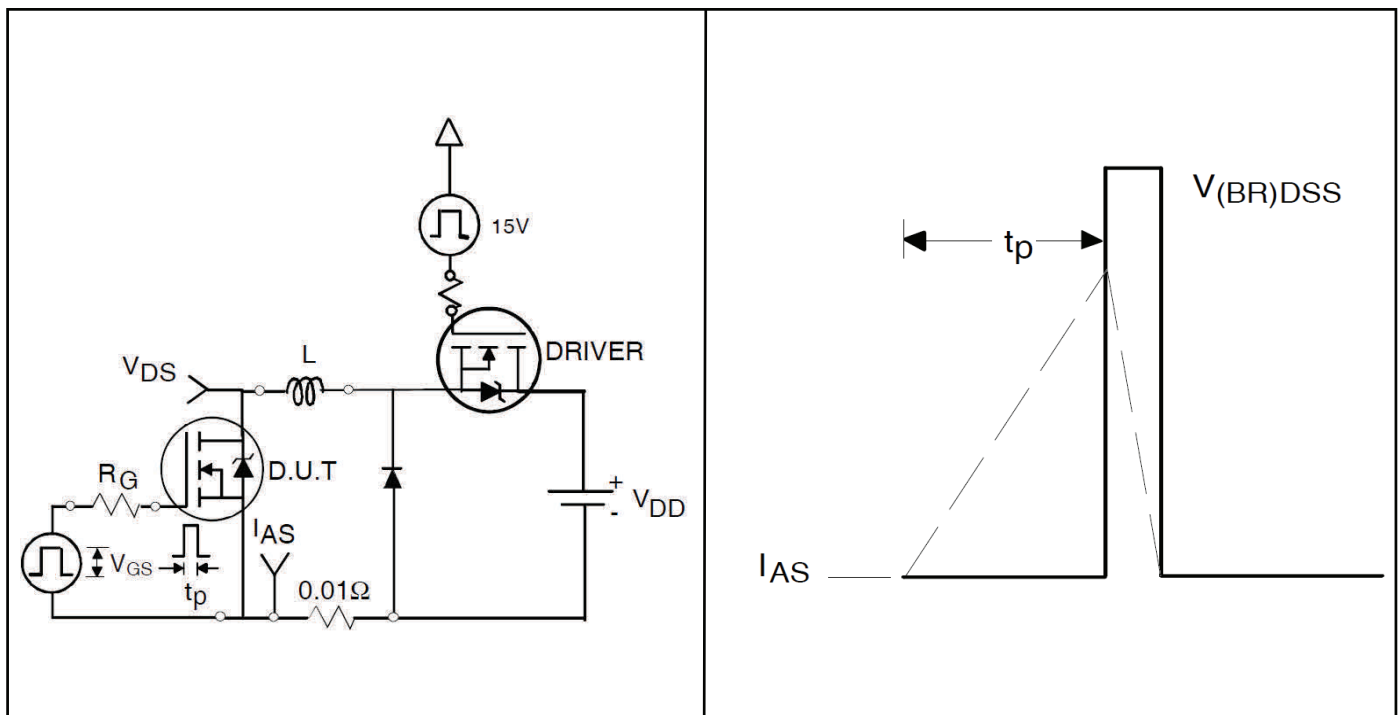 15V
DRIVER
L
VDS
D.U.T
RG
+
VDD
-
IAS
VGS
tp
0.01Ω
V(BR)DSS
tp
IAS